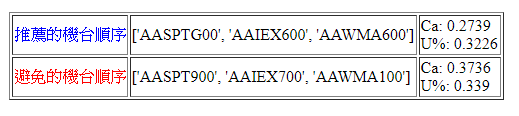 推薦的機台順序 ['AASPTG00', 'AAIEX600', 'AAWMA600'] Ca: 0.2739
U%: 0.3226
避免的機台順序 ['AASPT900', 'AAIEX700', 'AAWMA100'] Ca: 0.3736
U%: 0.339